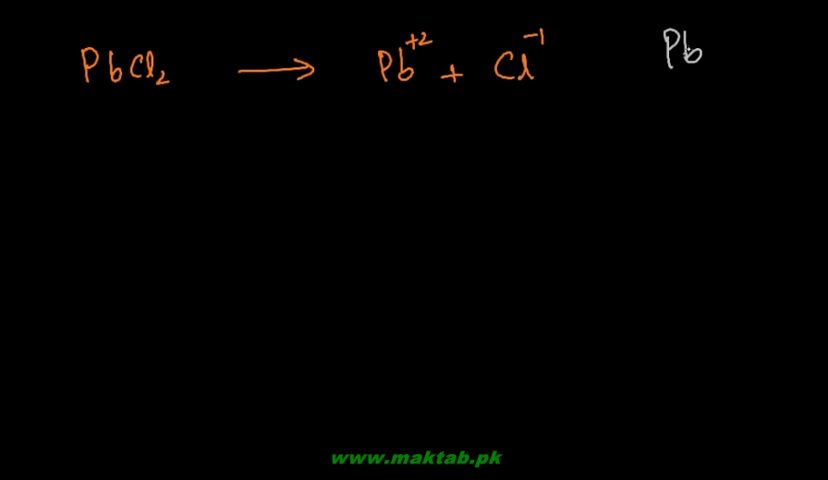 PbCl₂ → Pb⁺² + Cl⁻¹ Pb
www.maktab.pk